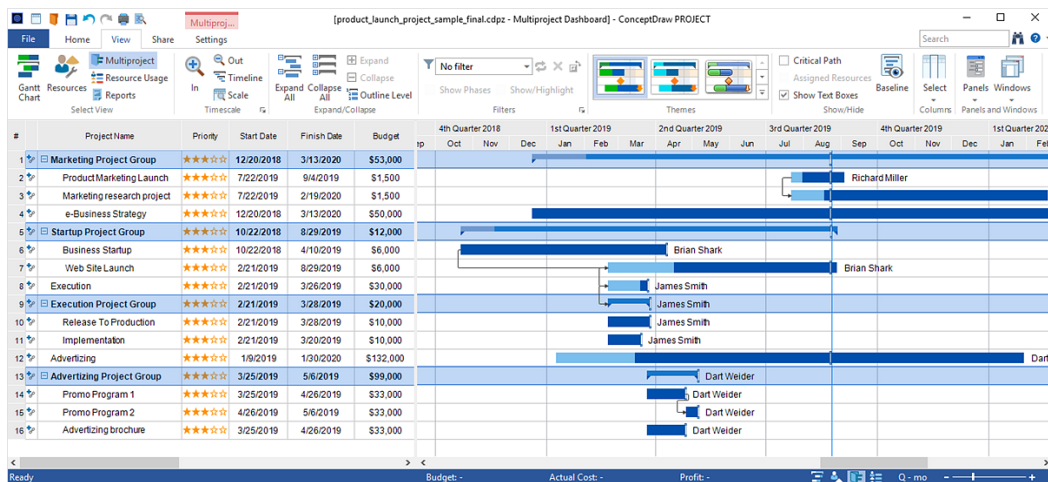 Multiproj...
[product_launch_project_sample_final.cdpz - Multiproject Dashboard] - ConceptDraw PROJECT
File Home View Share Settings
Search
Gantt Chart
Resources
Multiproject
Resource Usage
Reports
Select View
In
Out
Timeline
Scale
Timescale
Expand All
Collapse All
Expand
Collapse
Outline Level
Expand/Collapse
No filter
Show Phases Show/Highlight
Filters
Themes
Critical Path
Assigned Resources
Show Text Boxes
Show/Hide
Baseline
Select
Columns
Panels Windows
Panels and Windows
# Project Name Priority Start Date Finish Date Budget
4th Quarter 2018 1st Quarter 2019 2nd Quarter 2019 3rd Quarter 2019 4th Quarter 2019 1st Quarter 202
ep Oct Nov Dec Jan Feb Mar Apr May Jun Jul Aug Sep Oct Nov Dec Jan Fel
1 Marketing Project Group 12/20/2018 3/13/2020 $53,000
2 Product Marketing Launch 7/22/2019 9/4/2019 $1,500 Richard Miller
3 Marketing research project 7/22/2019 2/19/2020 $1,500
4 e-Business Strategy 12/20/2018 3/13/2020 $50,000
5 Startup Project Group 10/22/2018 8/29/2019 $12,000
6 Business Startup 10/22/2018 4/10/2019 $6,000 Brian Shark
7 Web Site Launch 2/21/2019 8/29/2019 $6,000 Brian Shark
8 Execution 2/21/2019 3/26/2019 $30,000 James Smith
9 Execution Project Group 2/21/2019 3/28/2019 $20,000 James Smith
10 Release To Production 2/21/2019 3/28/2019 $10,000 James Smith
11 Implementation 2/21/2019 3/20/2019 $10,000 James Smith
12 Advertizing 1/9/2019 1/30/2020 $132,000 Dart
13 Advertizing Project Group 3/25/2019 5/6/2019 $99,000 Dart Weider
14 Promo Program 1 3/25/2019 4/26/2019 $33,000 Dart Weider
15 Promo Program 2 4/26/2019 5/6/2019 $33,000 Dart Weider
16 Advertizing brochure 3/25/2019 4/26/2019 $33,000 Dart Weider
Ready Budget: - Actual Cost: - Profit: - Q - mo